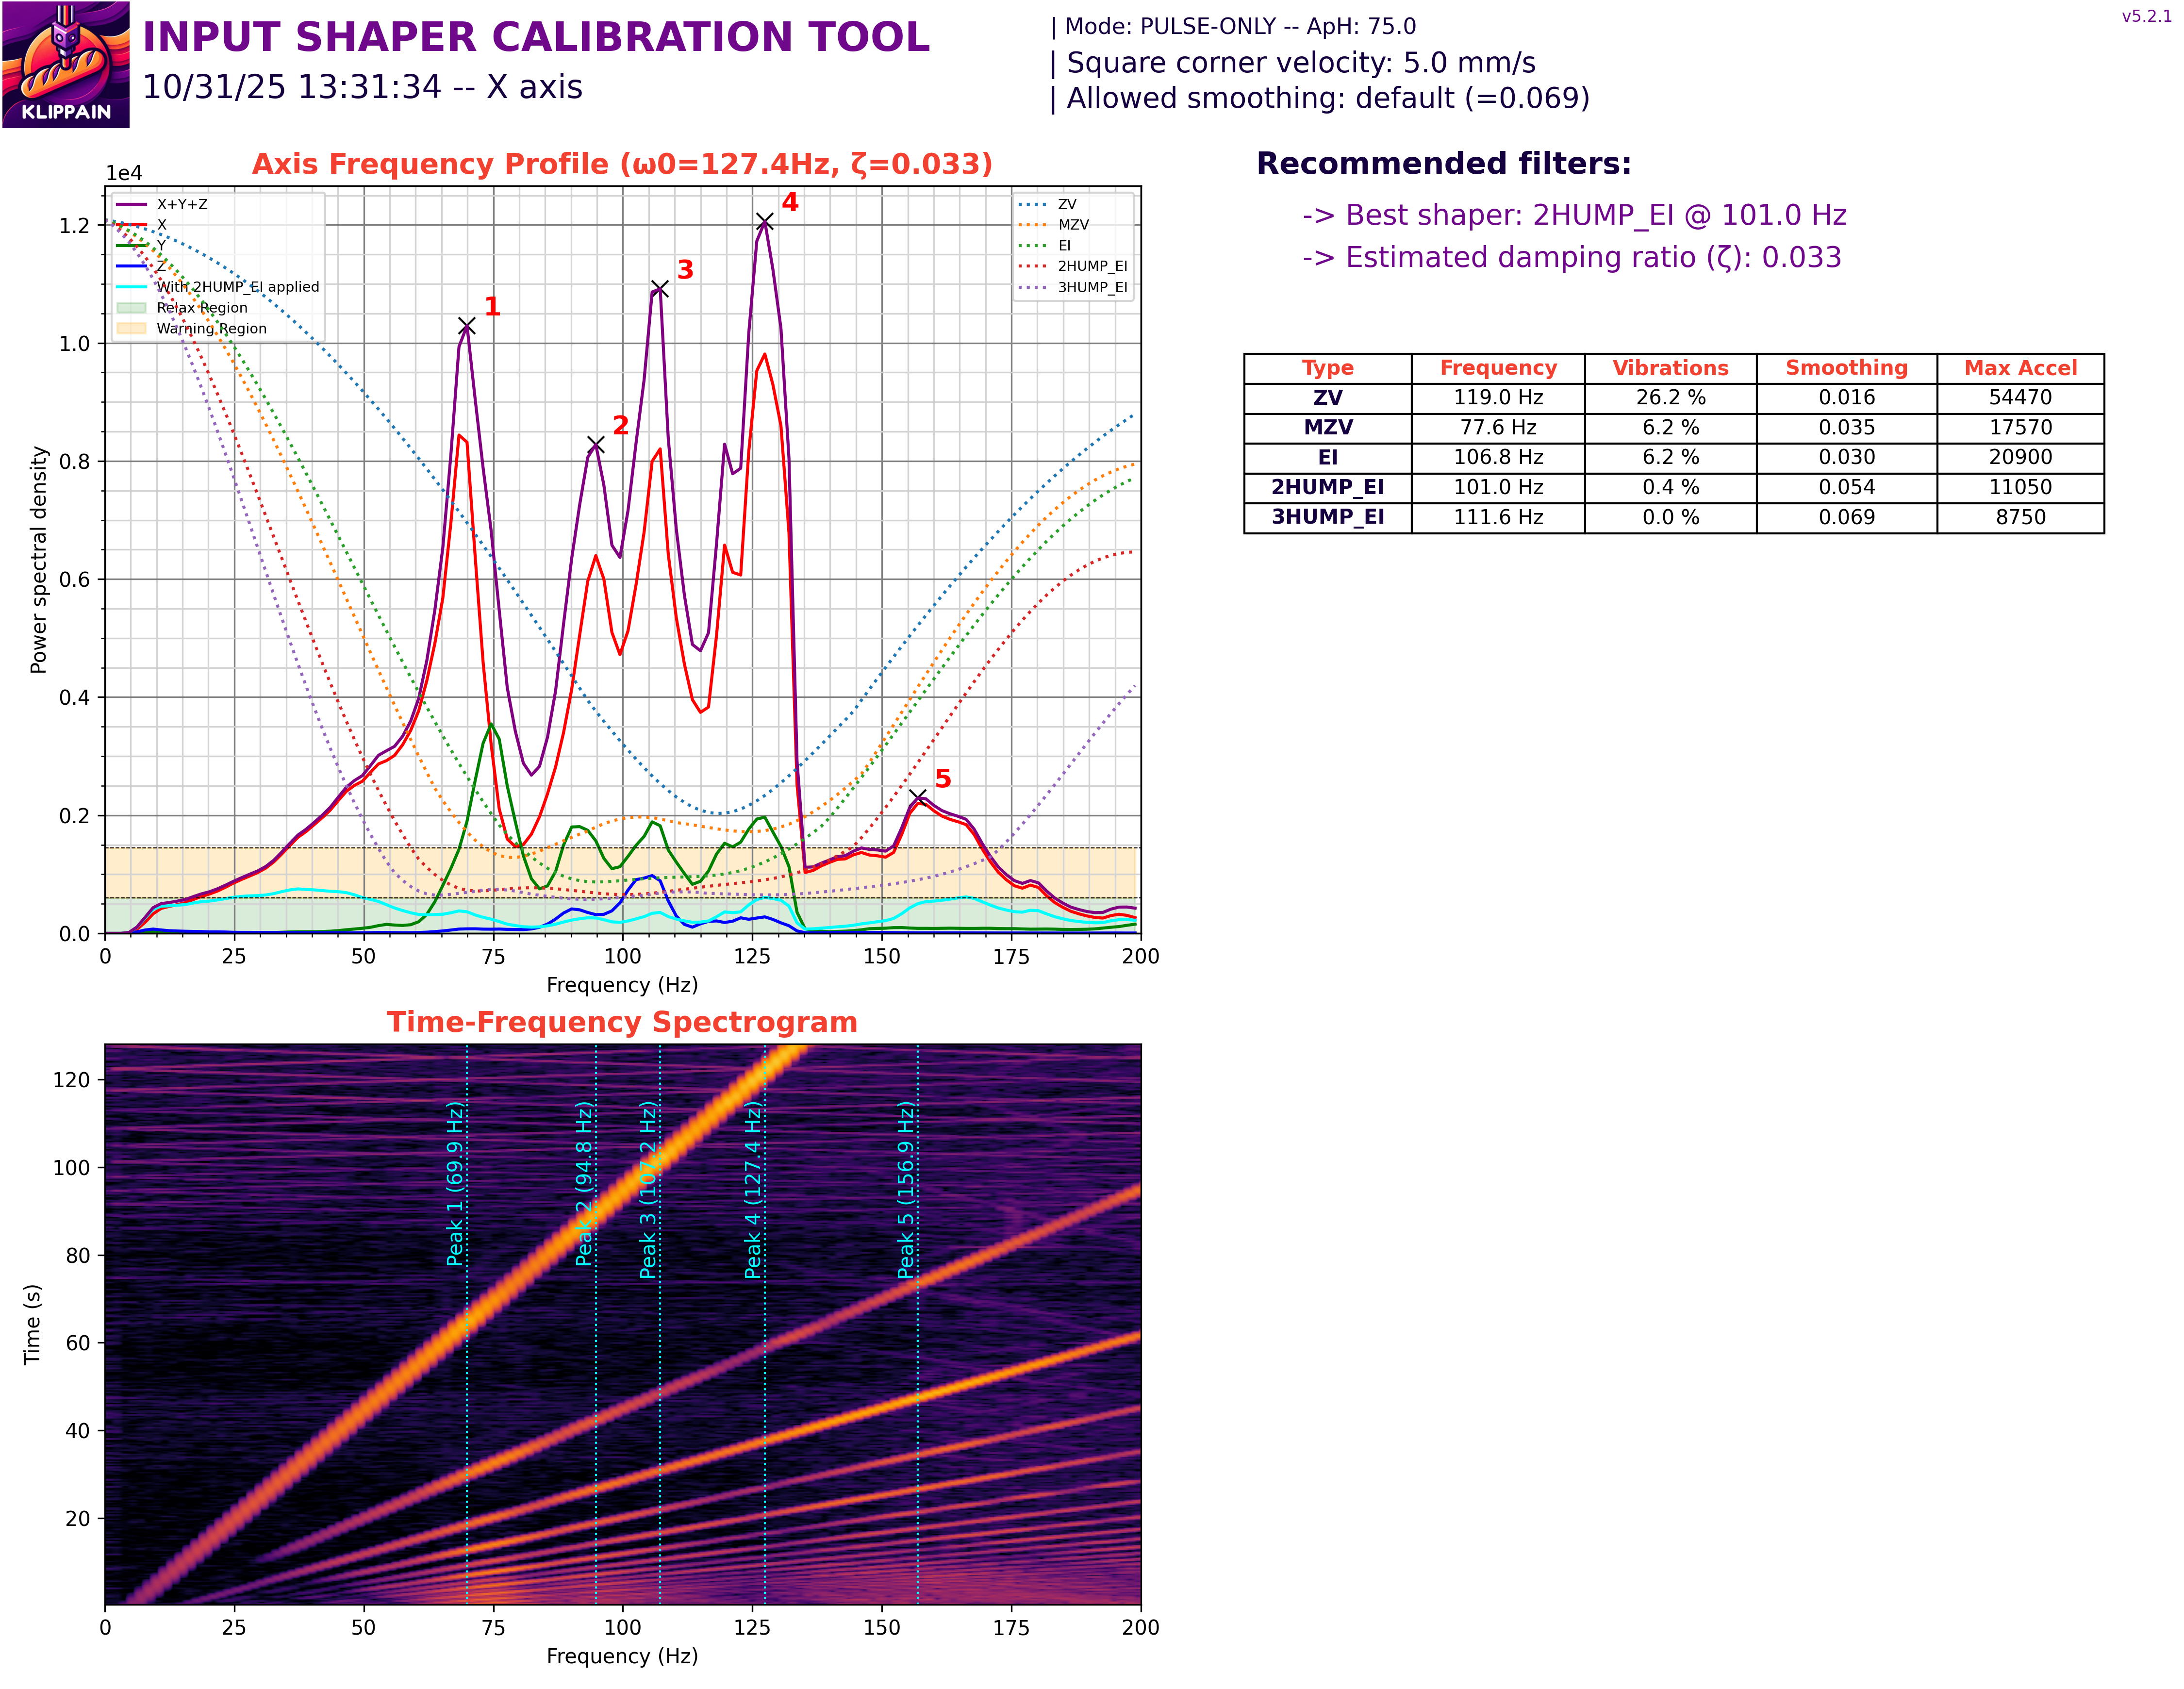 KLIPPAIN
INPUT SHAPER CALIBRATION TOOL
10/31/25 13:31:34 -- X axis
| Mode: PULSE-ONLY -- ApH: 75.0
| Square corner velocity: 5.0 mm/s
| Allowed smoothing: default (=0.069)
v5.2.1
Axis Frequency Profile (ω0=127.4Hz, ζ=0.033)
1e4
X+Y+Z
X
Y
Z
With 2HUMP_EI applied
Relax Region
Warning Region
ZV
MZV
EI
2HUMP_EI
3HUMP_EI
1
2
3
4
5
Power spectral density
1.2
1.0
0.8
0.6
0.4
0.2
0.0
0 25 50 75 100 125 150 175 200
Frequency (Hz)
Recommended filters:
-> Best shaper: 2HUMP_EI @ 101.0 Hz
-> Estimated damping ratio (ζ): 0.033
Type Frequency Vibrations Smoothing Max Accel
ZV 119.0 Hz 26.2 % 0.016 54470
MZV 77.6 Hz 6.2 % 0.035 17570
EI 106.8 Hz 6.2 % 0.030 20900
2HUMP_EI 101.0 Hz 0.4 % 0.054 11050
3HUMP_EI 111.6 Hz 0.0 % 0.069 8750
Time-Frequency Spectrogram
Time (s)
120
100
80
60
40
20
Peak 1 (69.9 Hz)
Peak 2 (94.8 Hz)
Peak 3 (107.2 Hz)
Peak 4 (127.4 Hz)
Peak 5 (156.9 Hz)
0 25 50 75 100 125 150 175 200
Frequency (Hz)